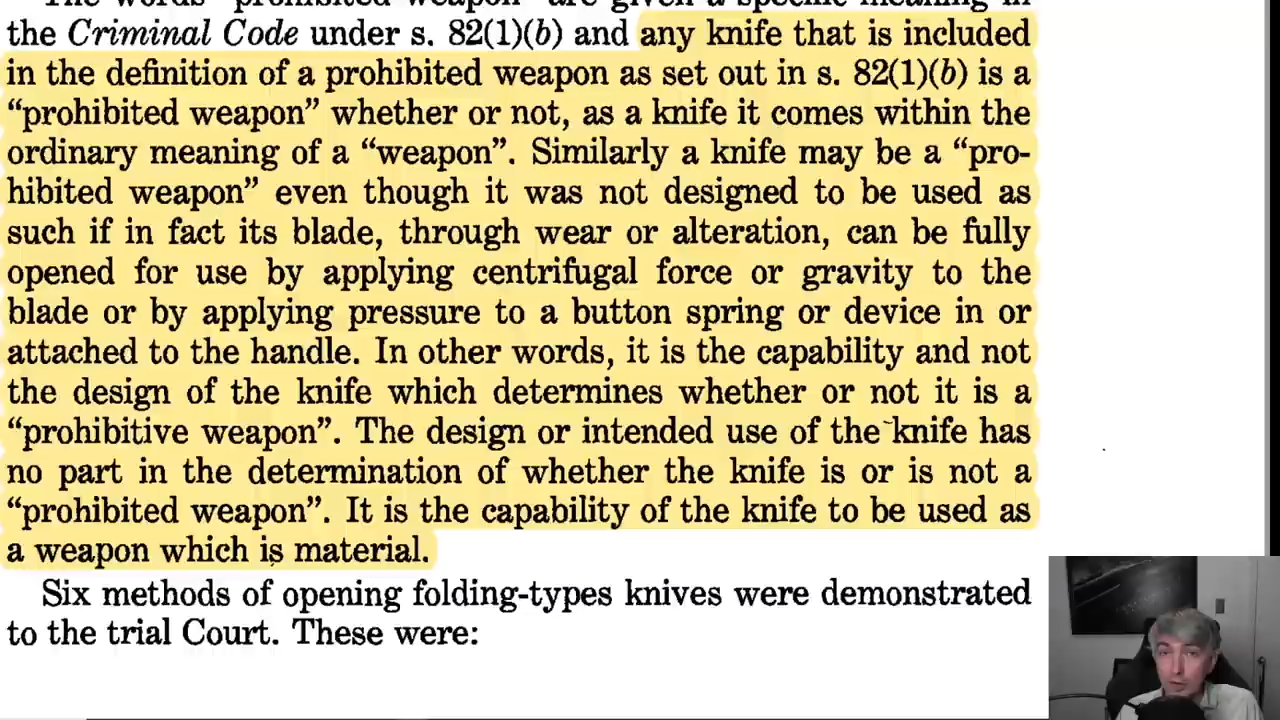 The words "prohibited weapon" are given a specific meaning in
the Criminal Code under s. 82(1)(b) and any knife that is included
in the definition of a prohibited weapon as set out in s. 82(1)(b) is a
“prohibited weapon” whether or not, as a knife it comes within the
ordinary meaning of a “weapon”. Similarly a knife may be a “pro-
hibited weapon” even though it was not designed to be used as
such if in fact its blade, through wear or alteration, can be fully
opened for use by applying centrifugal force or gravity to the
blade or by applying pressure to a button spring or device in or
attached to the handle. In other words, it is the capability and not
the design of the knife which determines whether or not it is a
“prohibitive weapon”. The design or intended use of the knife has
no part in the determination of whether the knife is or is not a
“prohibited weapon”. It is the capability of the knife to be used as
a weapon which is material.
Six methods of opening folding-types knives were demonstrated
to the trial Court. These were: